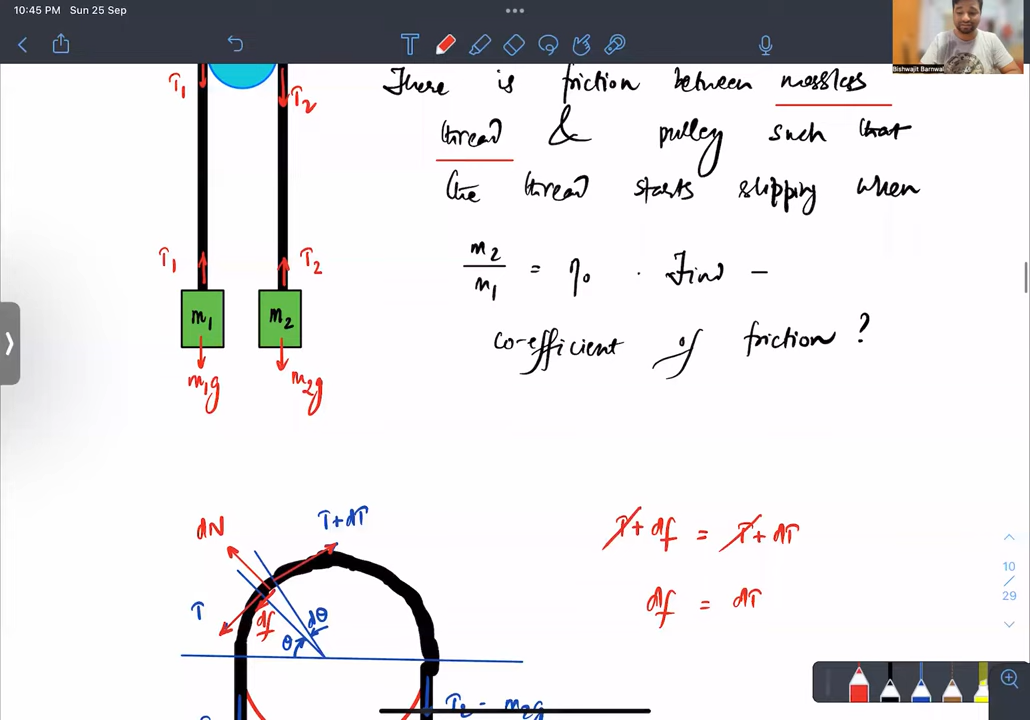 10:45 PM Sun 25 Sep
Bishwajit Barnwal
T1
T2
There is friction between massless
thread & pulley such that
the thread starts slipping when
m2/m1 = η0 . Find –
co-efficient of friction ?
T1
T2
m1
m2
m1g
m2g
dN
T+dT
T
df
θ
dθ
T + df = T + dT
df = dT
T2 = m2g
10
/
29